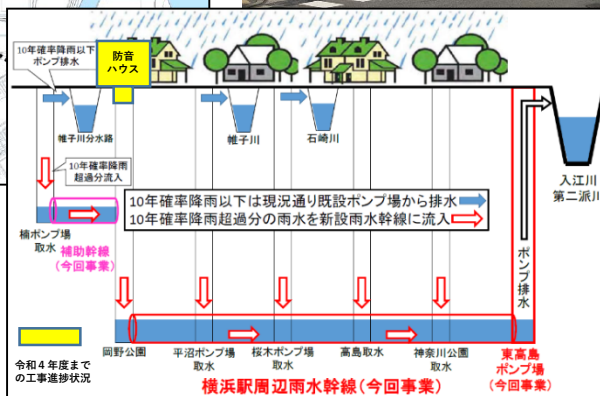 10年確率降雨以下
ポンプ排水
防音
ハウス
帷子川分水路
帷子川
石崎川
入江川
第二派川
10年確率降雨
超過分流入
10年確率降雨以下は現況通り既設ポンプ場から排水
10年確率降雨超過分の雨水を新設雨水幹線に流入
楠ポンプ場
取水
補助幹線
(今回事業)
ポンプ排水
令和4年度まで
の工事進捗状況
岡野公園
平沼ポンプ場
取水
桜木ポンプ場
取水
高島取水
神奈川公園
取水
東高島
ポンプ場
(今回事業)
横浜駅周辺雨水幹線(今回事業)